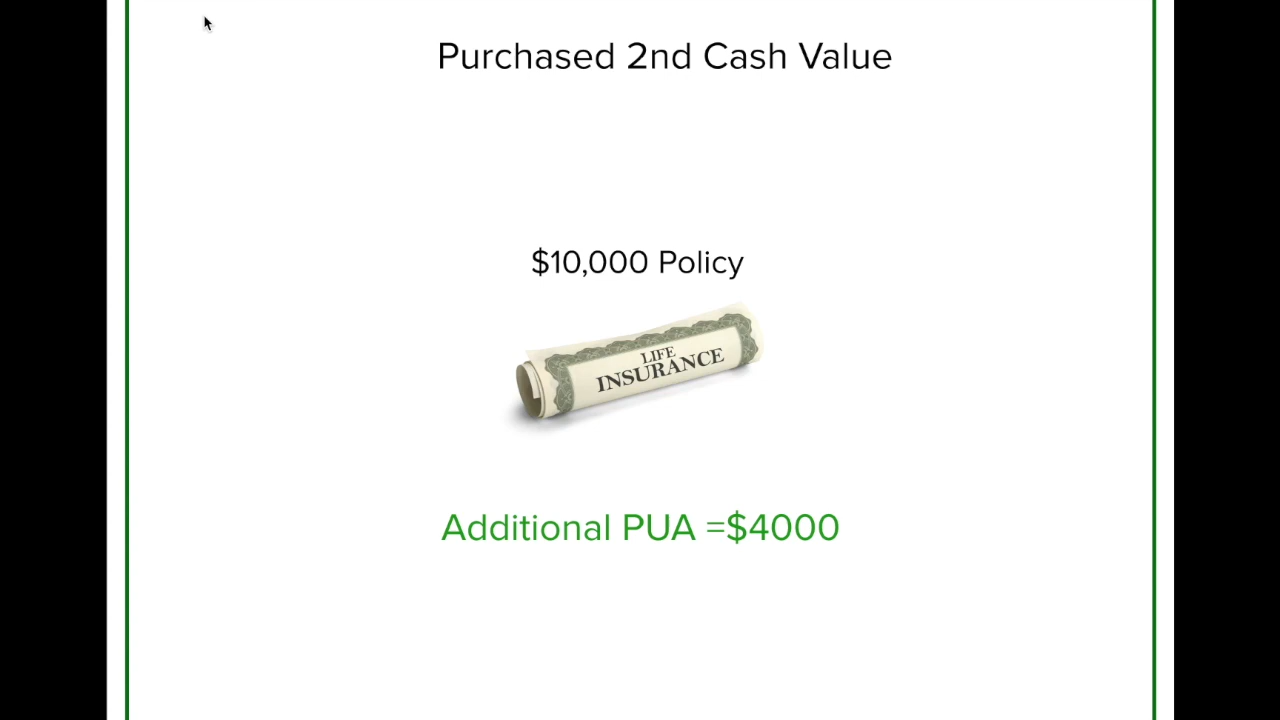 Purchased 2nd Cash Value
$10,000 Policy
LIFE
INSURANCE
Additional PUA =$4000